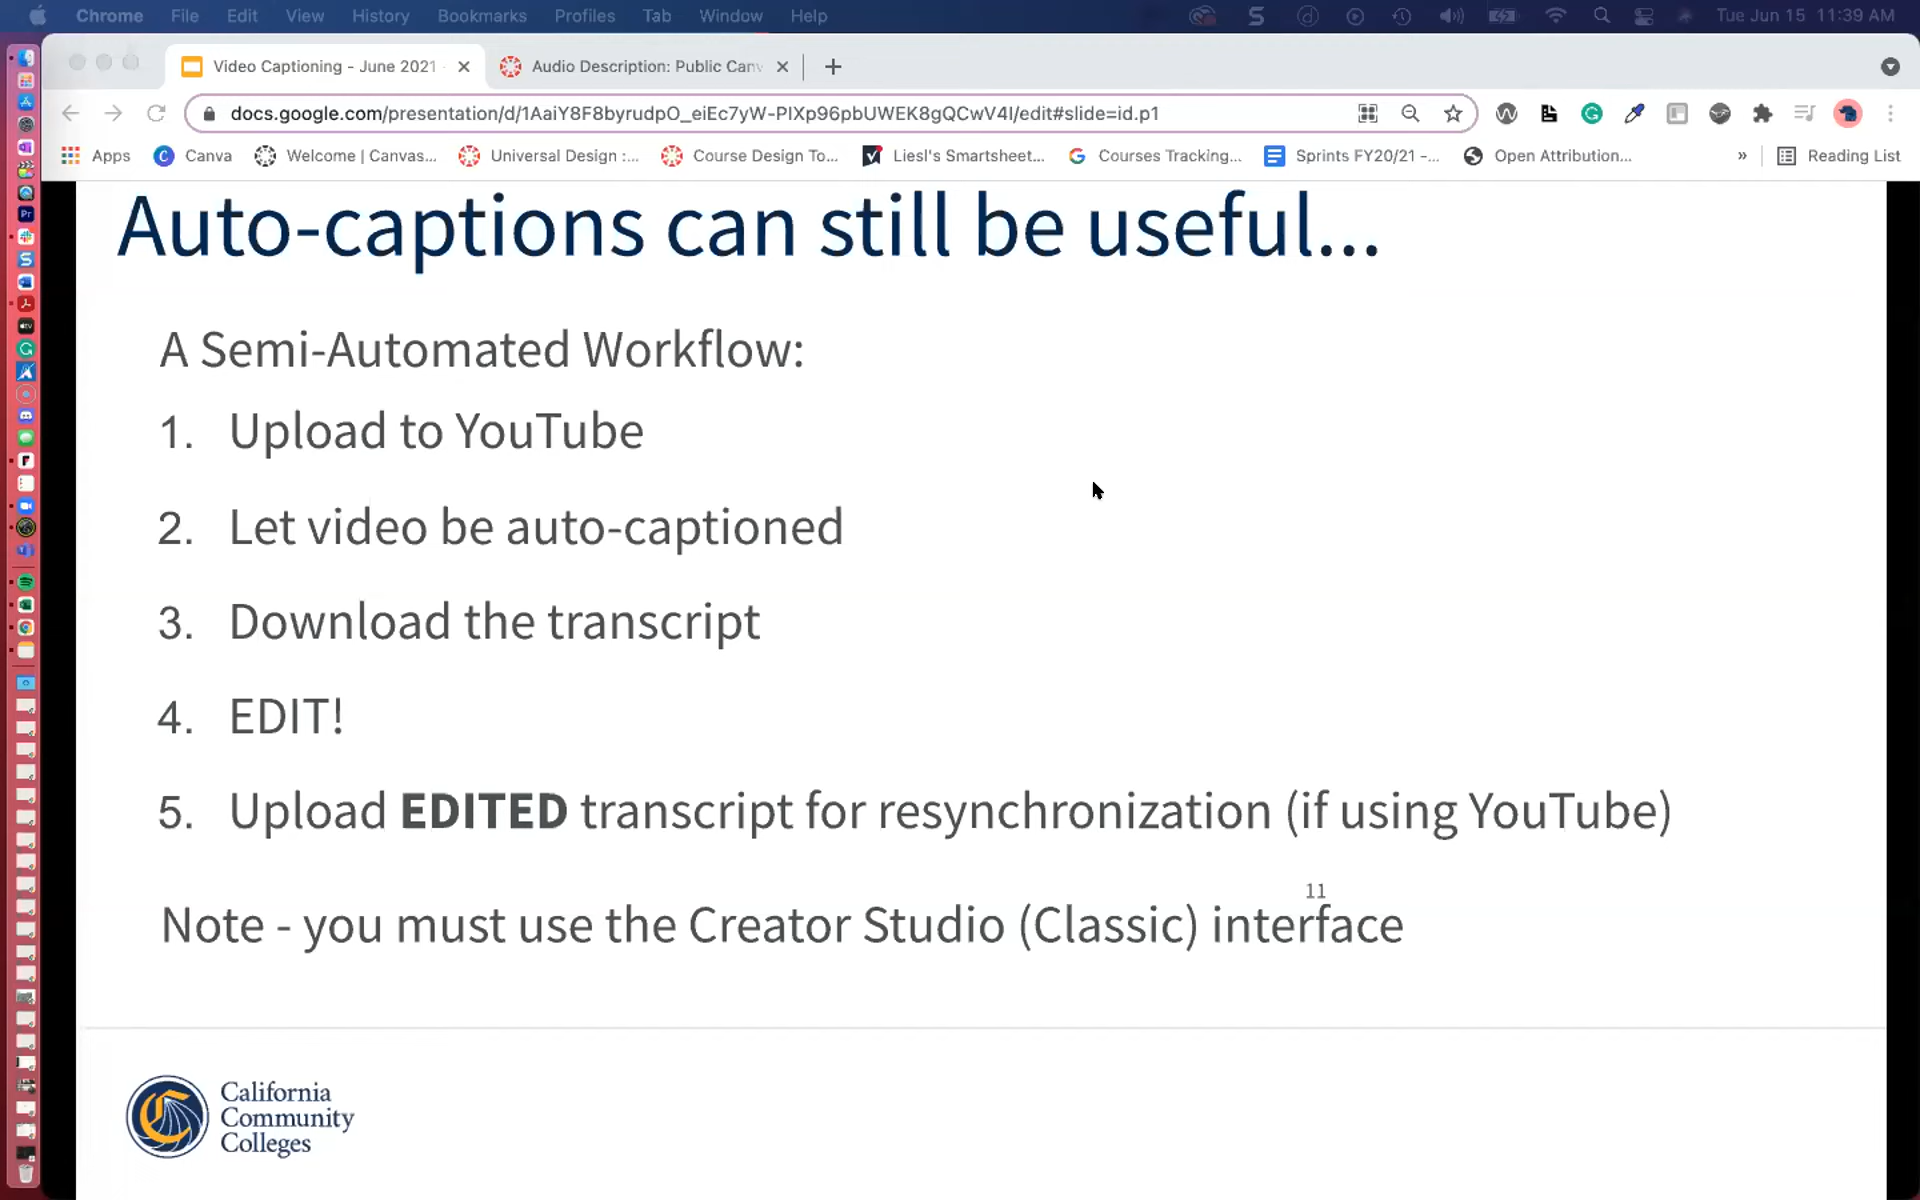 Chrome File Edit View History Bookmarks Profiles Tab Window Help Tue Jun 15 11:39 AM
Video Captioning - June 2021 Audio Description: Public Canv
docs.google.com/presentation/d/1AaiY8F8byrudpO_eiEc7yW-PIXp96pbUWEK8gQCwV4I/edit#slide=id.p1
Apps Canva Welcome | Canvas... Universal Design :... Course Design To... Liesl's Smartsheet... Courses Tracking,... Sprints FY20/21 -... Open Attribution... » Reading List
Auto-captions can still be useful...
A Semi-Automated Workflow:
1. Upload to YouTube
2. Let video be auto-captioned
3. Download the transcript
4. EDIT!
5. Upload EDITED transcript for resynchronization (if using YouTube)
11
Note - you must use the Creator Studio (Classic) interface
California
Community
Colleges